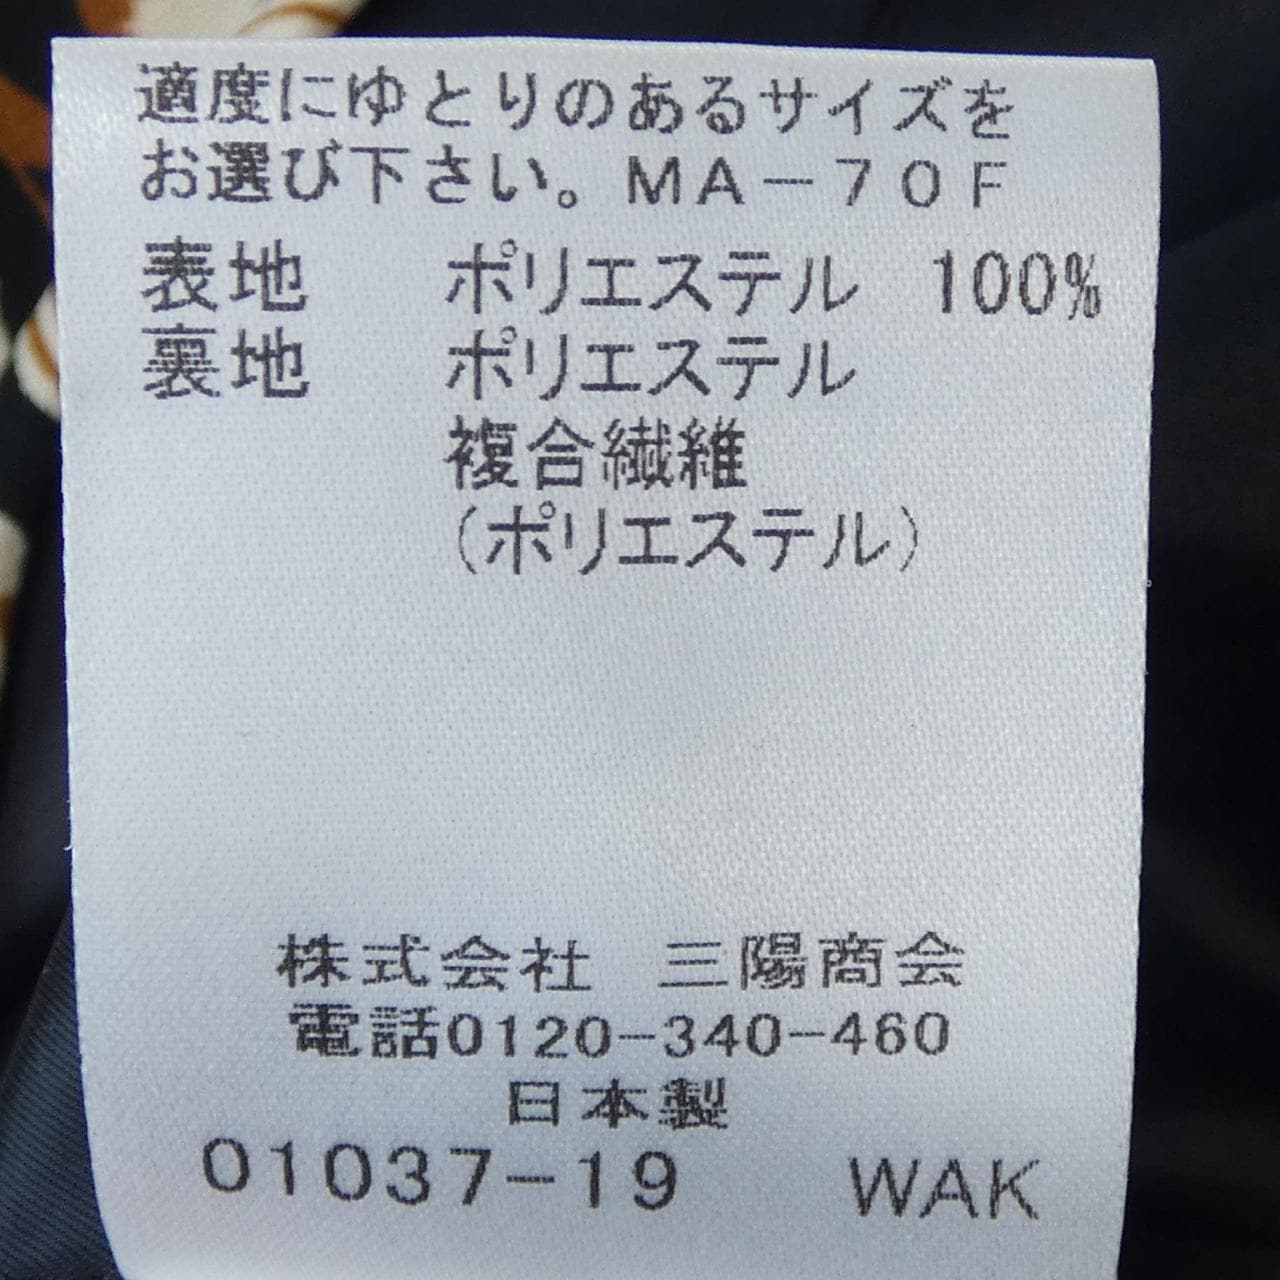 適度にゆとりのあるサイズを
お選び下さい。MA-70F
表地 ポリエステル 100%
裏地 ポリエステル
複合繊維
(ポリエステル)
株式会社 三陽商会
電話0120-340-460
日本製
01037-19 WAK